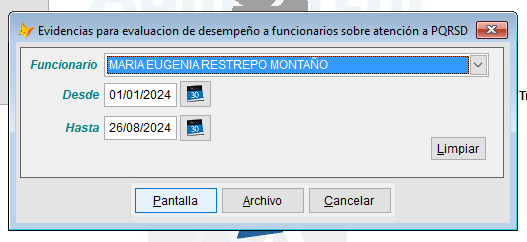 Evidencias para evaluacion de desempeño a funcionarios sobre atención a PQRSD
Funcionario MARIA EUGENIA RESTREPO MONTAÑO
Desde 01/01/2024 30
Hasta 26/08/2024 30
Limpiar
Pantalla Archivo Cancelar